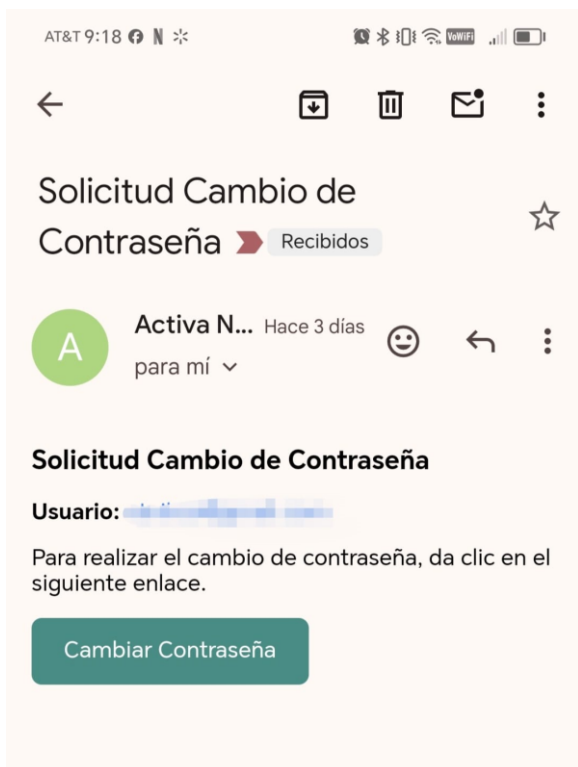 AT&T 9:18
VoWiFi
Solicitud Cambio de
Contraseña Recibidos
A
Activa N... Hace 3 días
para mí
Solicitud Cambio de Contraseña
Usuario:
Para realizar el cambio de contraseña, da clic en el
siguiente enlace.
Cambiar Contraseña